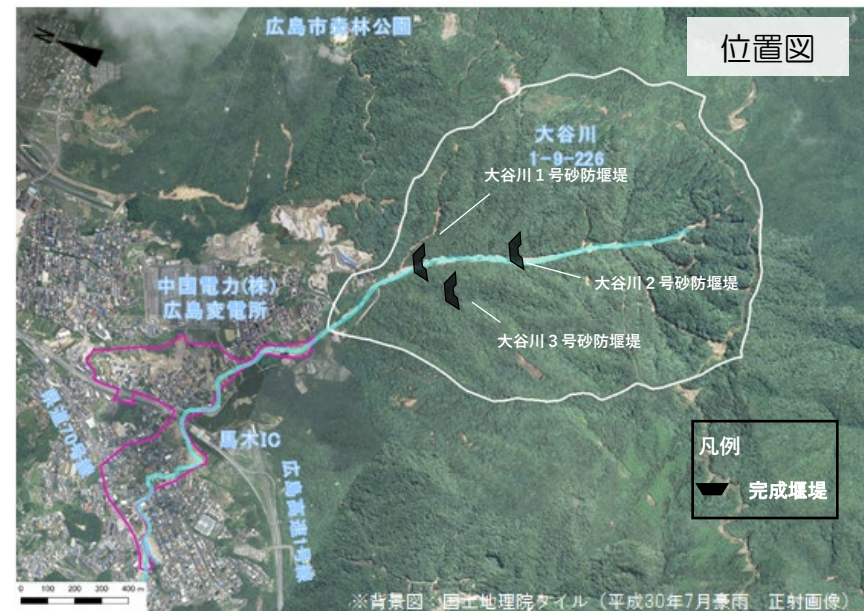 位置図
N
広島市森林公園
大谷川
1-9-226
大谷川1号砂防堰堤
大谷川2号砂防堰堤
大谷川3号砂防堰堤
中国電力(株)
広島変電所
県道70号線
馬木IC
広島高速1号線
凡例
完成堰堤
0 100 200 300 400 m
※背景図：国土地理院タイル（平成30年7月豪雨 正射画像）